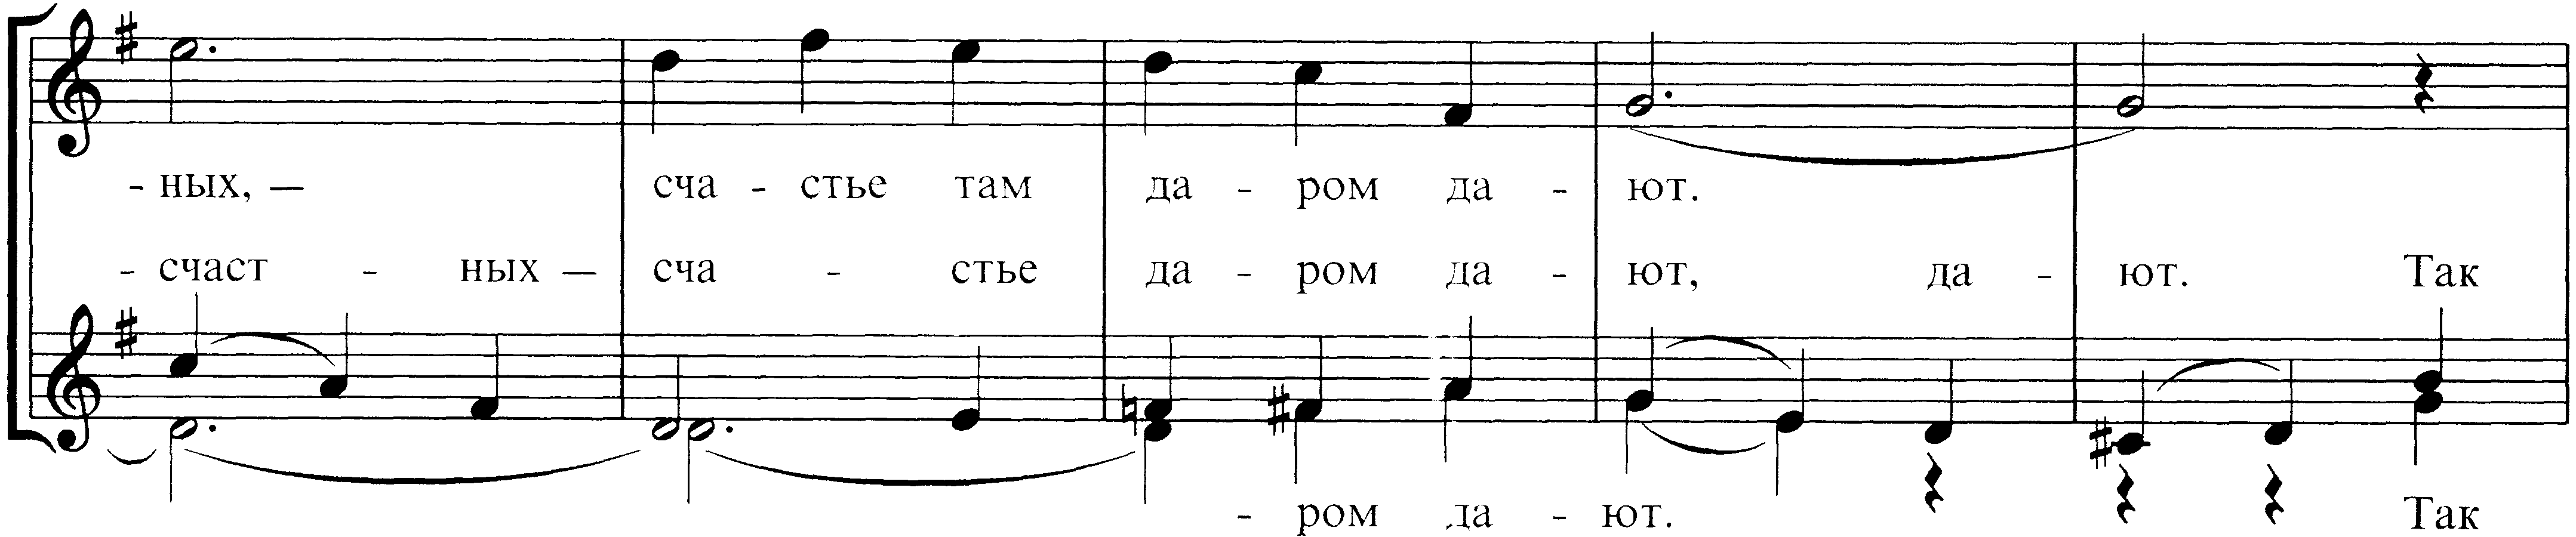 - ных, — сча - стье там да - ром да - ют.
- счаст - ных — сча - стье да - ром да - ют, да - ют. Так
- ром да - ют. Так